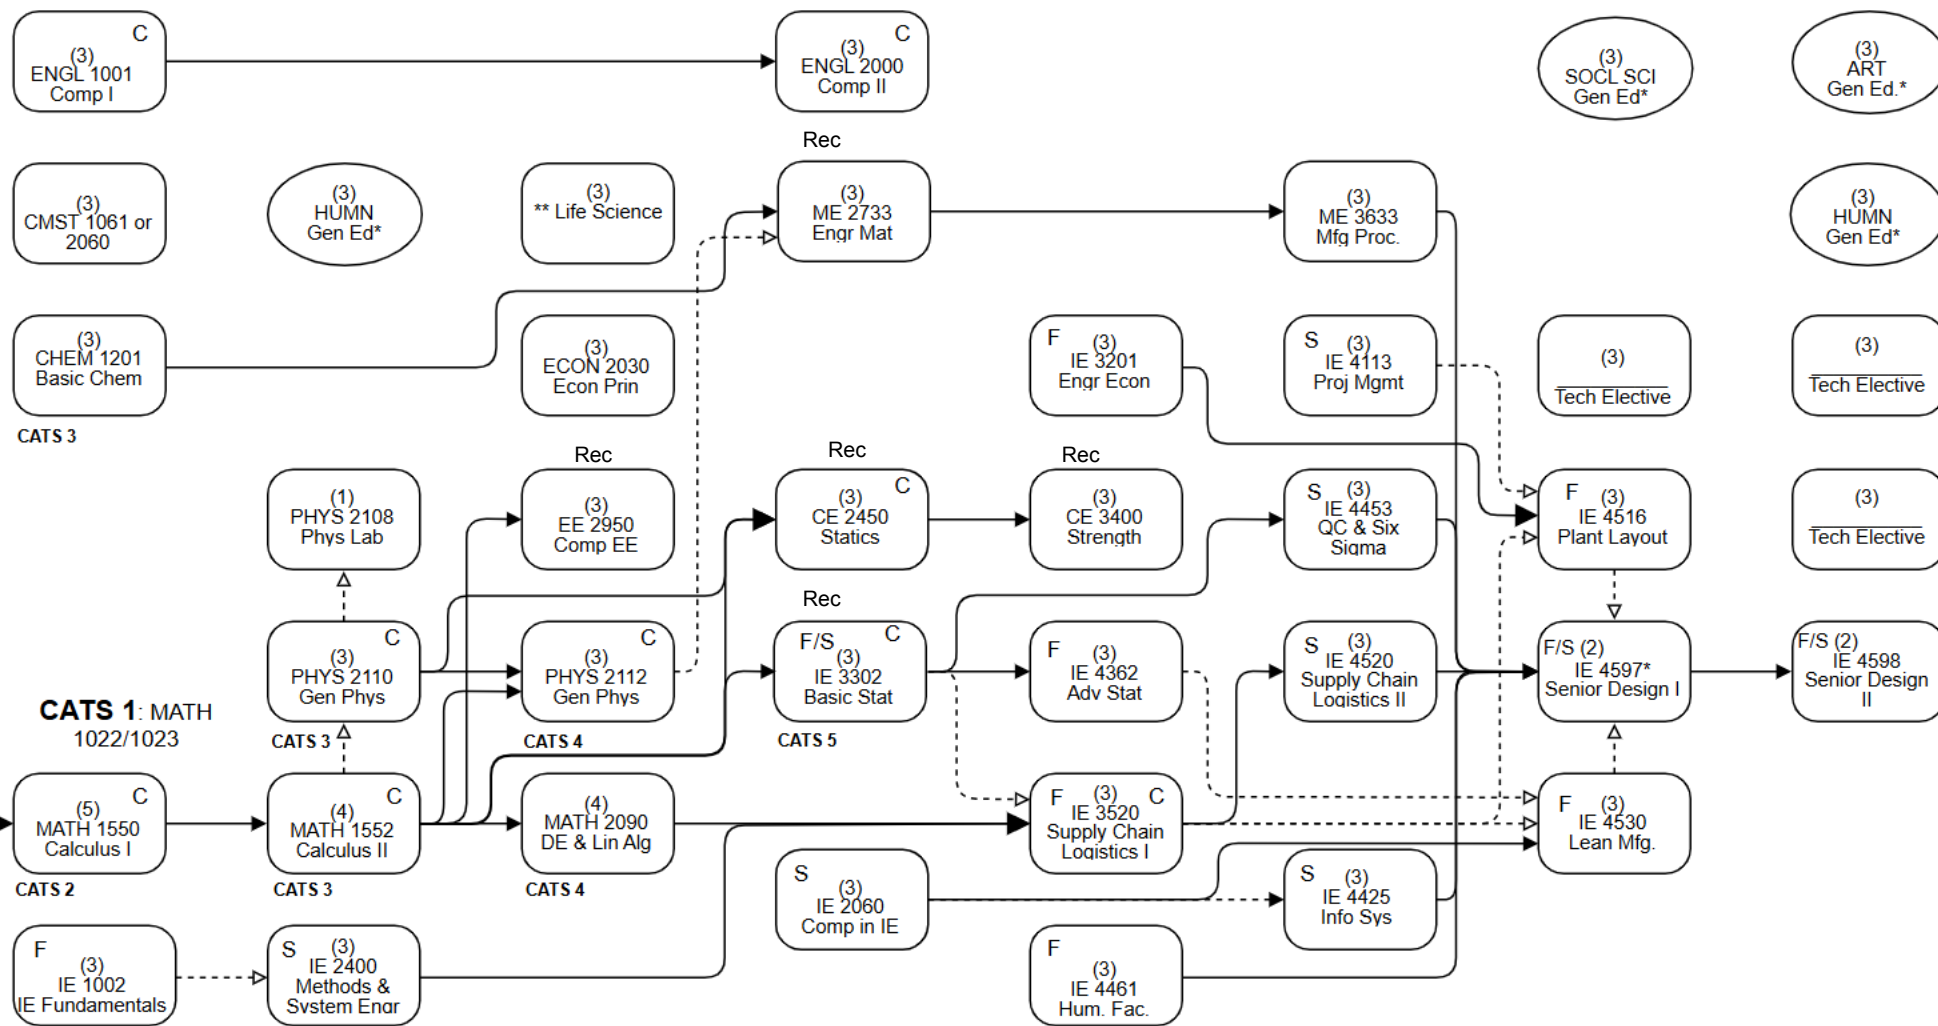 C
(3)
ENGL 1001
Comp I
C
(3)
ENGL 2000
Comp II
(3)
SOCL SCI
Gen Ed*
(3)
ART
Gen Ed.*
Rec
(3)
CMST 1061 or
2060
(3)
HUMN
Gen Ed*
(3)
** Life Science
(3)
ME 2733
Engr Mat
(3)
ME 3633
Mfg Proc.
(3)
HUMN
Gen Ed*
(3)
CHEM 1201
Basic Chem
CATS 3
(3)
ECON 2030
Econ Prin
F
(3)
IE 3201
Engr Econ
S
(3)
IE 4113
Proj Mgmt
(3)
Tech Elective
(3)
Tech Elective
(1)
PHYS 2108
Phys Lab
Rec
(3)
EE 2950
Comp EE
Rec
C
(3)
CE 2450
Statics
Rec
(3)
CE 3400
Strength
S
(3)
IE 4453
QC & Six
Sigma
F
(3)
IE 4516
Plant Layout
(3)
Tech Elective
C
(3)
PHYS 2110
Gen Phys
CATS 3
C
(3)
PHYS 2112
Gen Phys
CATS 4
Rec
F/S
C
(3)
IE 3302
Basic Stat
CATS 5
F
(3)
IE 4362
Adv Stat
S
(3)
IE 4520
Supply Chain
Logistics II
F/S (2)
IE 4597*
Senior Design I
F/S (2)
IE 4598
Senior Design
II
CATS 1: MATH
1022/1023
C
(5)
MATH 1550
Calculus I
CATS 2
C
(4)
MATH 1552
Calculus II
CATS 3
(4)
MATH 2090
DE & Lin Alg
CATS 4
F
(3)
C
IE 3520
Supply Chain
Logistics I
F
(3)
IE 4530
Lean Mfg.
S
(3)
IE 2060
Comp in IE
S
(3)
IE 4425
Info Sys
F
(3)
IE 1002
IE Fundamentals
S
(3)
IE 2400
Methods &
System Engr
F
(3)
IE 4461
Hum. Fac.